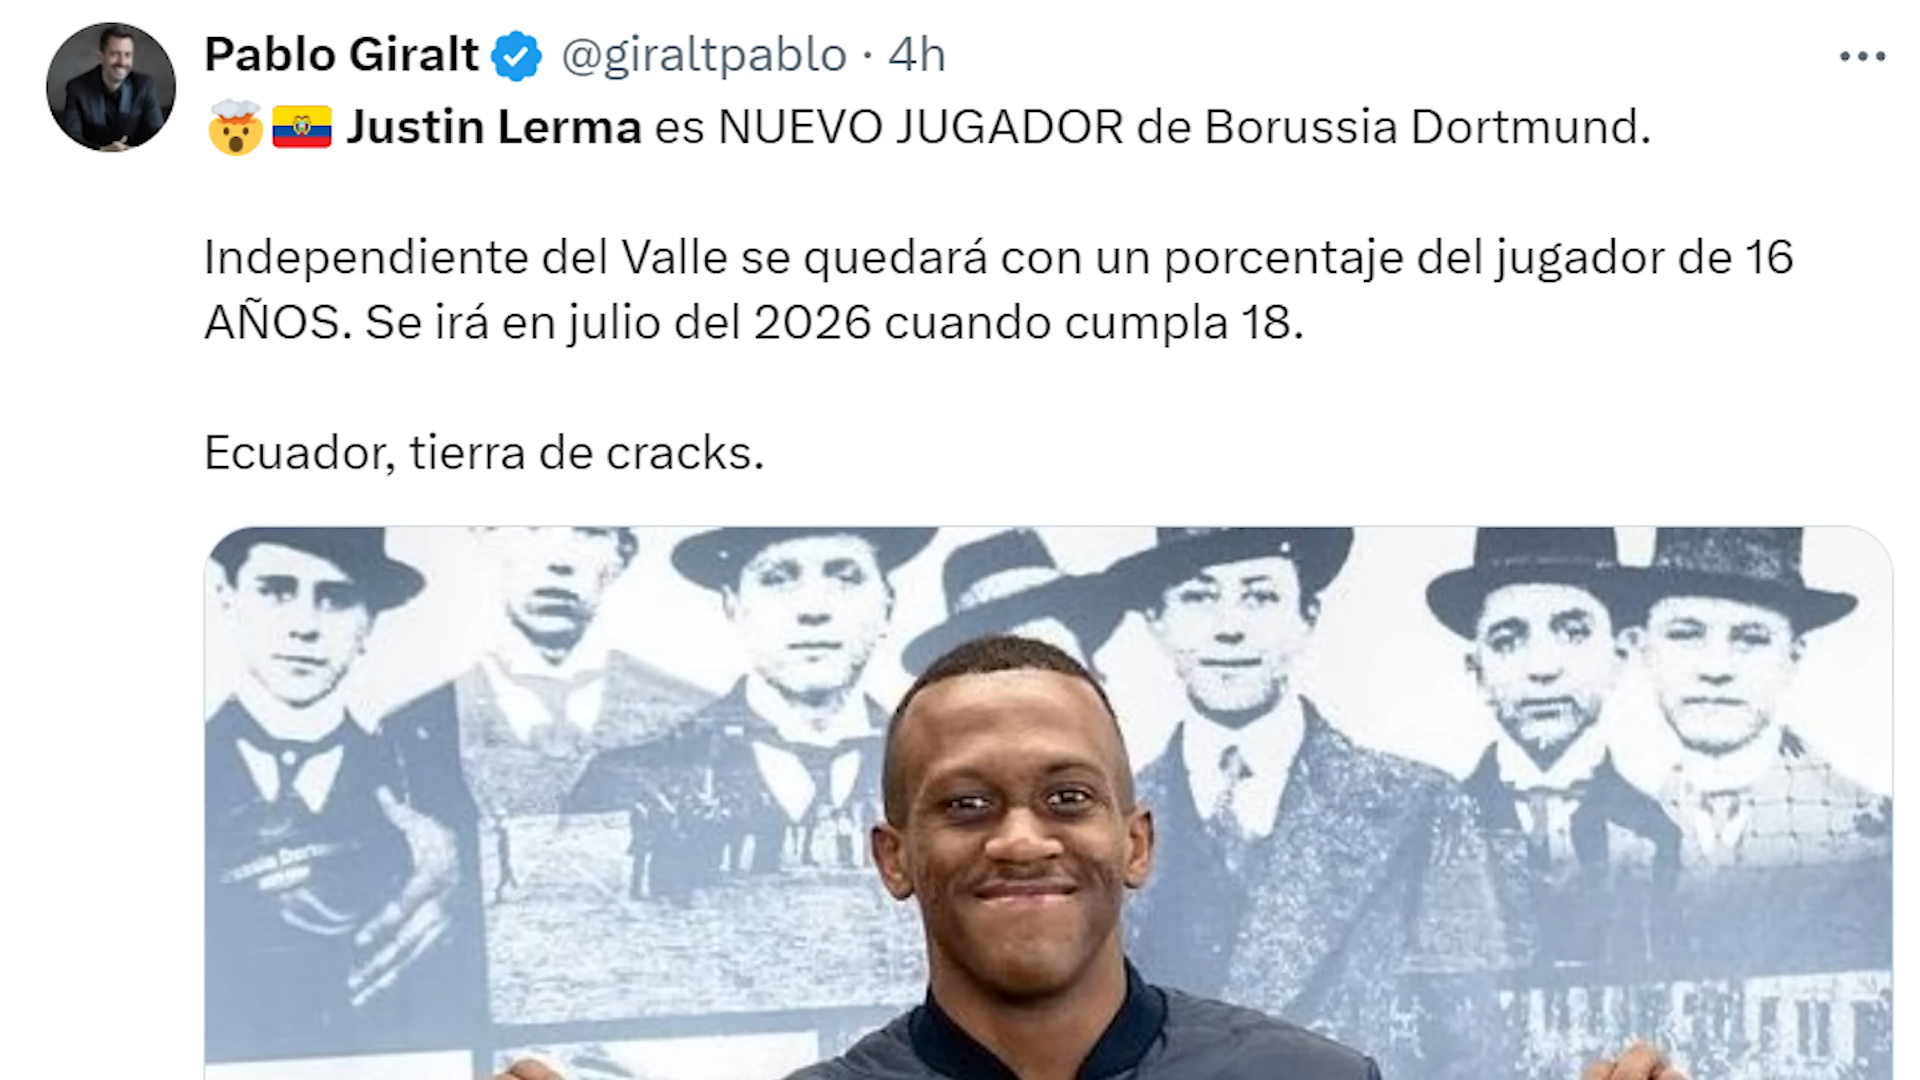 Pablo Giralt @giraltpablo · 4h
🤯🇪🇨 Justin Lerma es NUEVO JUGADOR de Borussia Dortmund.
Independiente del Valle se quedará con un porcentaje del jugador de 16
AÑOS. Se irá en julio del 2026 cuando cumpla 18.
Ecuador, tierra de cracks.